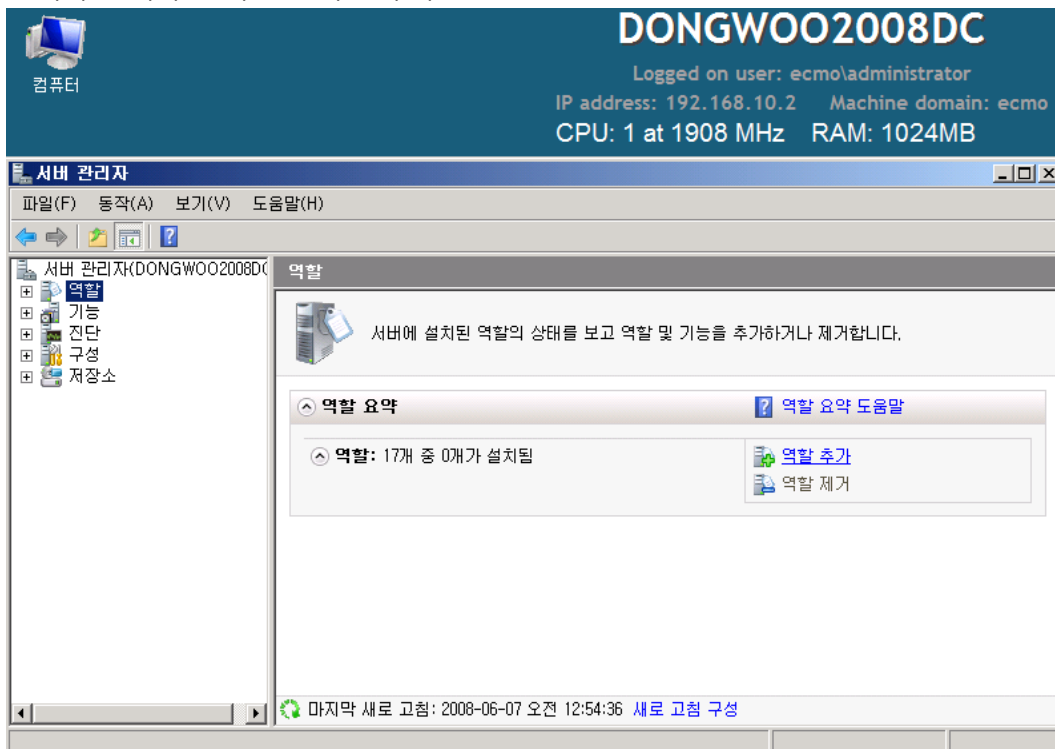 DONGWOO2008DC
컴퓨터
Logged on user: ecmo\administrator
IP address: 192.168.10.2 Machine domain: ecmo
CPU: 1 at 1908 MHz RAM: 1024MB
서버 관리자
파일(F) 동작(A) 보기(V) 도움말(H)
서버 관리자(DONGWOO2008D(
역할
기능
진단
구성
저장소
역할
서버에 설치된 역할의 상태를 보고 역할 및 기능을 추가하거나 제거합니다.
역할 요약
역할 요약 도움말
역할: 17개 중 0개가 설치됨
역할 추가
역할 제거
마지막 새로 고침: 2008-06-07 오전 12:54:36 새로 고침 구성